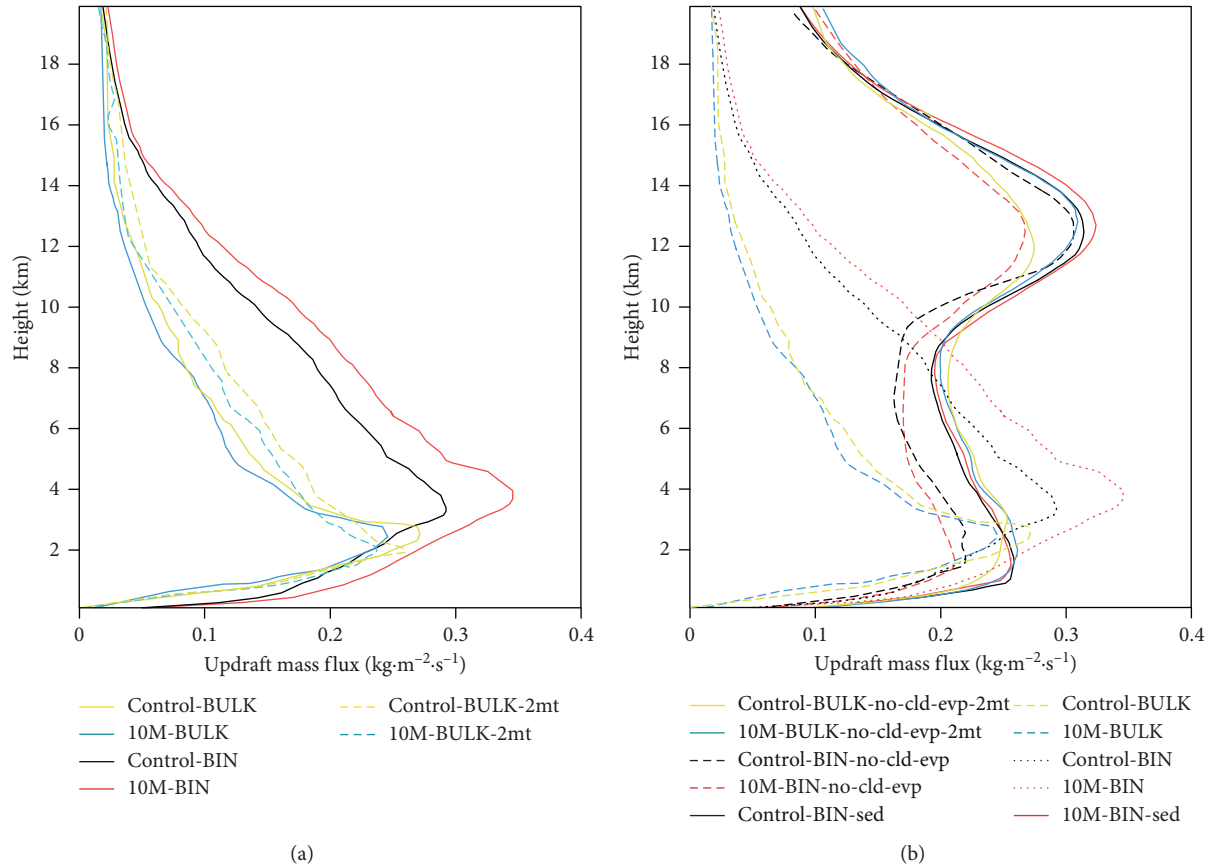 18
16
14
12
10
8
6
4
2
Height (km)
0 0.1 0.2 0.3 0.4
Updraft mass flux (kg·m⁻²·s⁻¹)
Control-BULK
10M-BULK
Control-BIN
10M-BIN
Control-BULK-2mt
10M-BULK-2mt
(a)
18
16
14
12
10
8
6
4
2
Height (km)
0 0.1 0.2 0.3 0.4
Updraft mass flux (kg·m⁻²·s⁻¹)
Control-BULK-no-cld-evp-2mt
10M-BULK-no-cld-evp-2mt
Control-BIN-no-cld-evp
10M-BIN-no-cld-evp
Control-BIN-sed
Control-BULK
10M-BULK
Control-BIN
10M-BIN
10M-BIN-sed
(b)